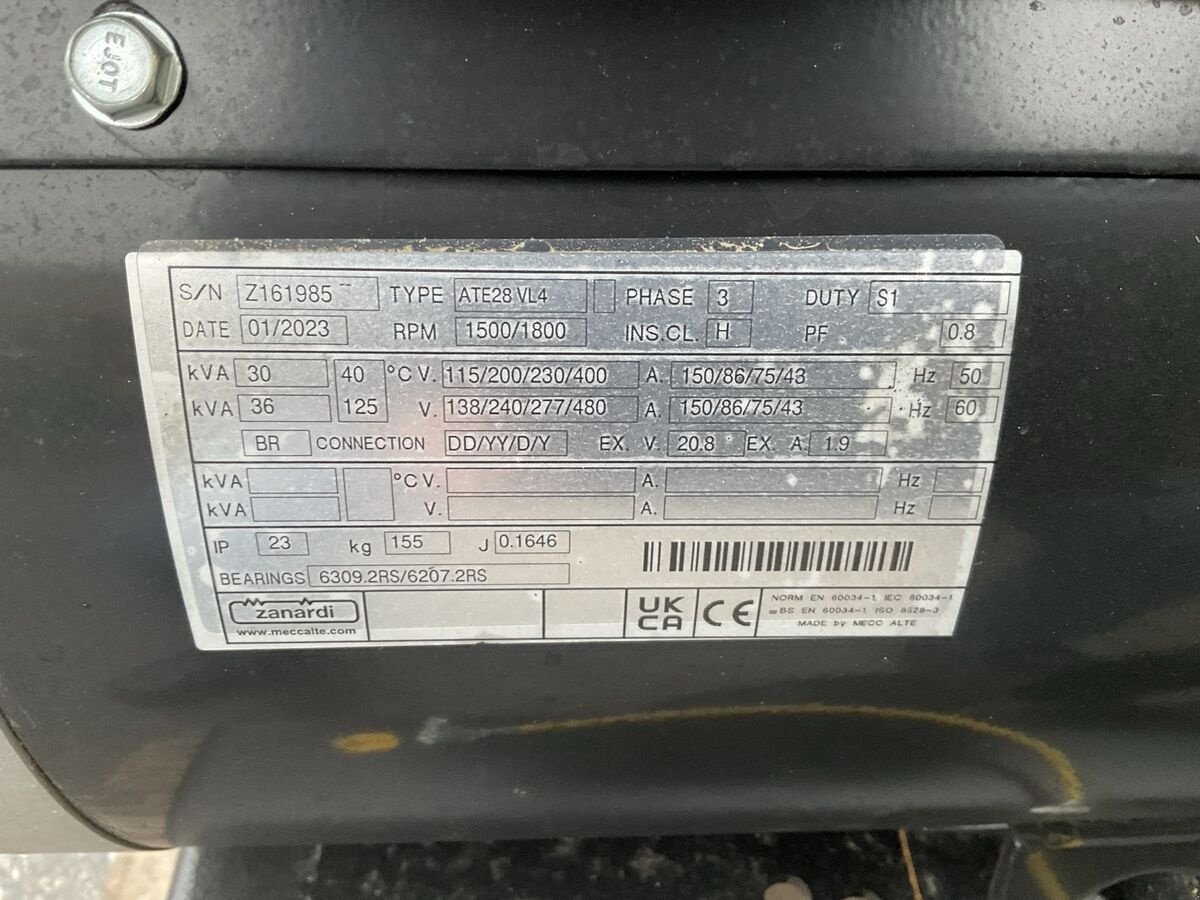 EJOT
S/N Z161985 TYPE ATE28 VL4 PHASE 3 DUTY S1
DATE 01/2023 RPM 1500/1800 INS.CL. H PF 0.8
kVA 30 40 °C V. 115/200/230/400 A. 150/86/75/43 Hz 50
kVA 36 125 V. 138/240/277/480 A. 150/86/75/43 Hz 60
BR CONNECTION DD/YY/D/Y EX. V. 20.8 EX. A. 1.9
kVA °C V. A. Hz
kVA V. A. Hz
IP 23 kg 155 J 0.1646
BEARINGS 6309.2RS/6207.2RS
zanardi
www.meccalte.com
UK
CA
CE
NORM EN 60034-1, IEC 60034-1
BS EN 60034-1, ISO 8528-3
MADE by MECC ALTE